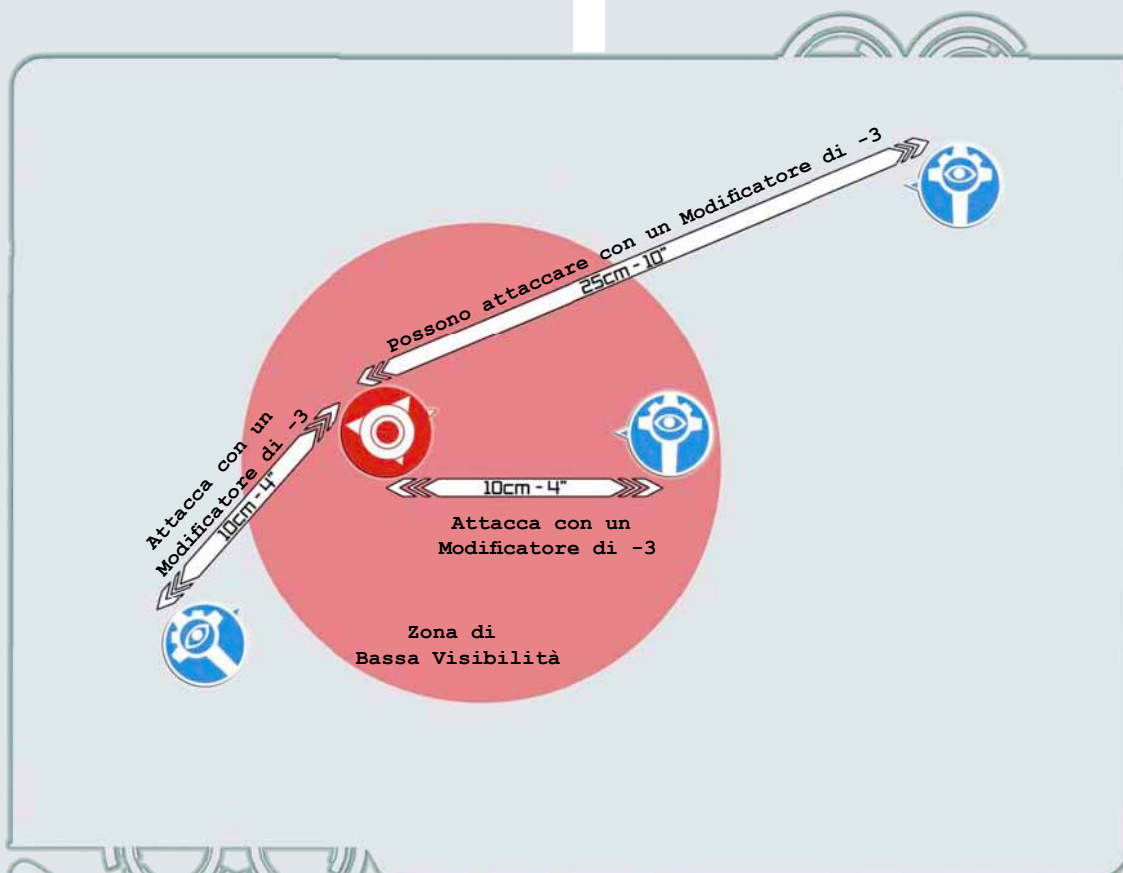 Possono attaccare con un Modificatore di -3
25cm - 10"
Attacca con un
Modificatore di -3
10cm - 4"
10cm - 4"
Attacca con un
Modificatore di -3
Zona di
Bassa Visibilità